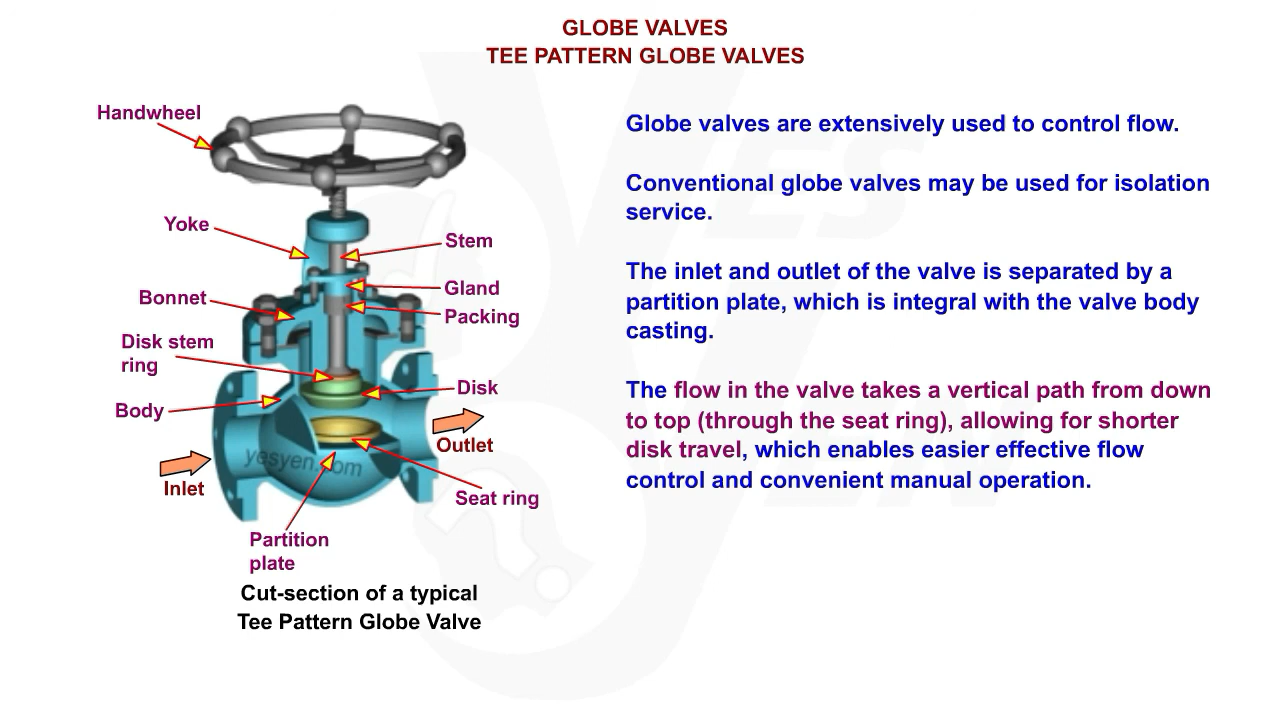 GLOBE VALVES
TEE PATTERN GLOBE VALVES
Handwheel
Yoke
Stem
Bonnet
Gland
Packing
Disk stem
ring
Disk
Body
Outlet
Inlet
yesyen.com
Seat ring
Partition
plate
Cut-section of a typical
Tee Pattern Globe Valve
Globe valves are extensively used to control flow.
Conventional globe valves may be used for isolation
service.
The inlet and outlet of the valve is separated by a
partition plate, which is integral with the valve body
casting.
The flow in the valve takes a vertical path from down
to top (through the seat ring), allowing for shorter
disk travel, which enables easier effective flow
control and convenient manual operation.